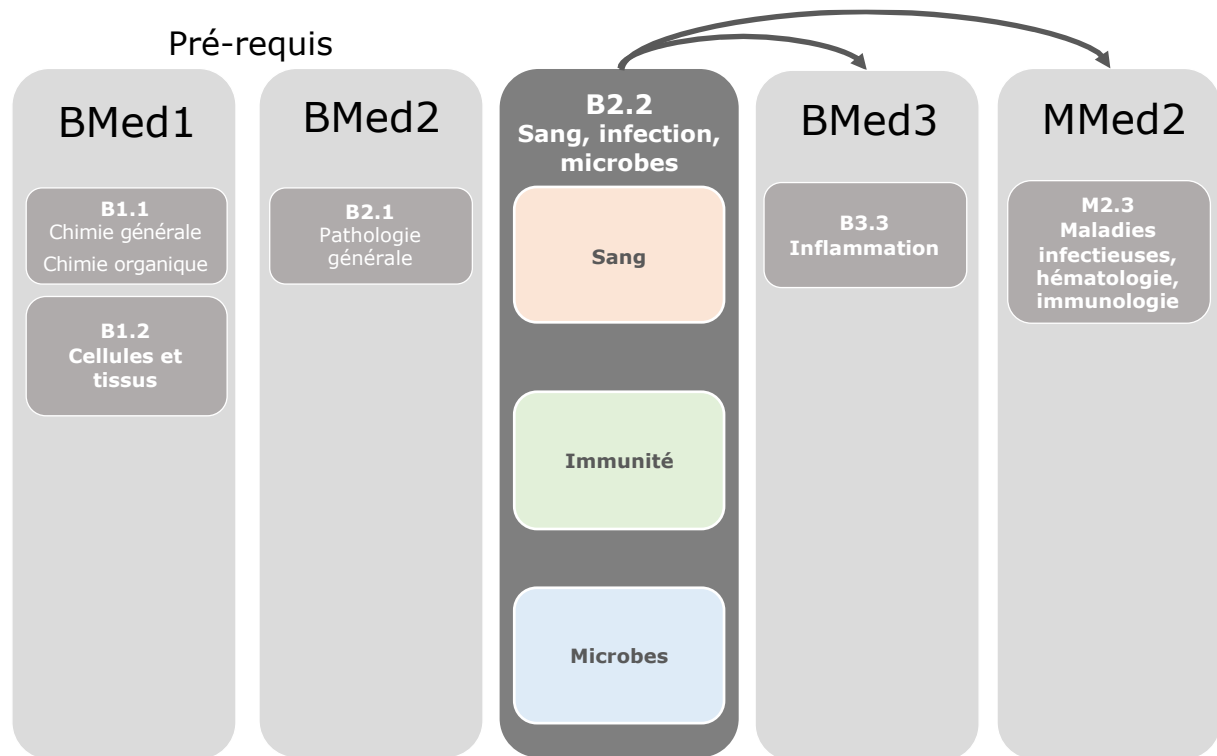 Pré-requis
BMed1
B1.1
Chimie générale
Chimie organique
B1.2
Cellules et
tissus
BMed2
B2.1
Pathologie
générale
B2.2
Sang, infection,
microbes
Sang
Immunité
Microbes
BMed3
B3.3
Inflammation
MMed2
M2.3
Maladies
infectieuses,
hématologie,
immunologie